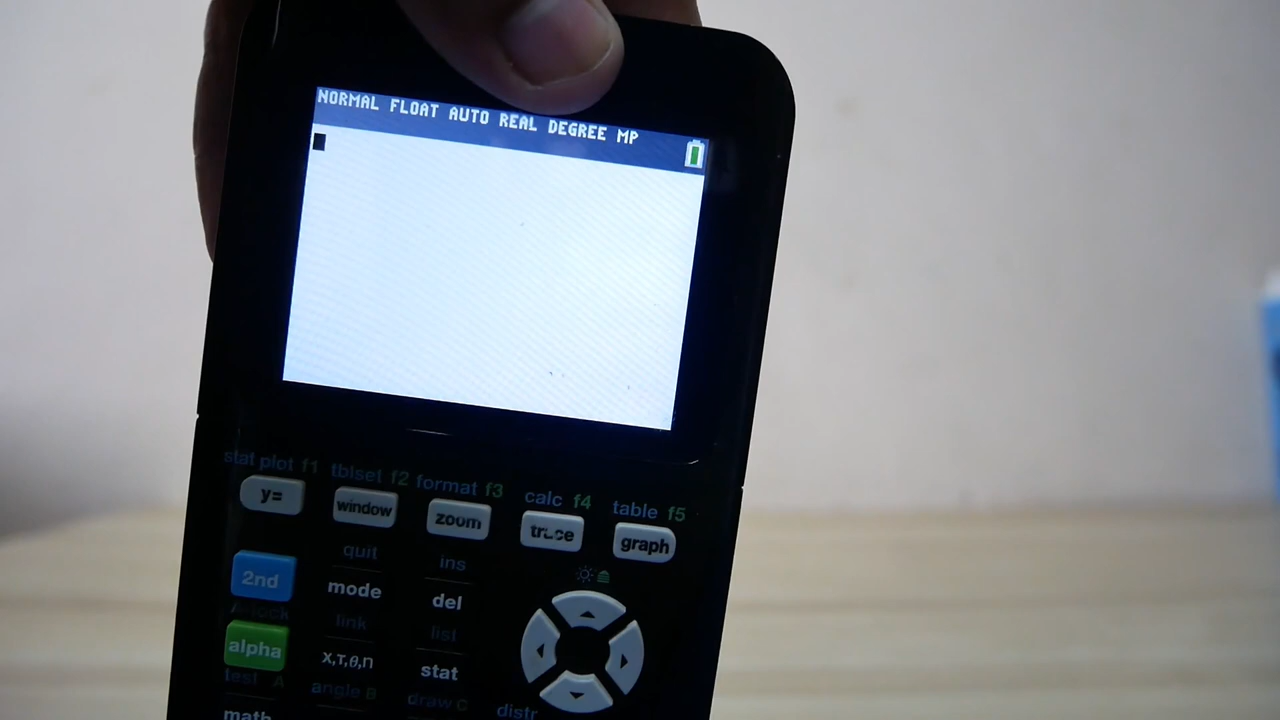 NORMAL FLOAT AUTO REAL DEGREE MP
stat plot f1 tblset f2 format f3 calc f4 table f5
y= window zoom trace graph
quit ins
2nd mode del
A-lock link list
alpha X,T,θ,n stat
test A angle B draw C distr
math